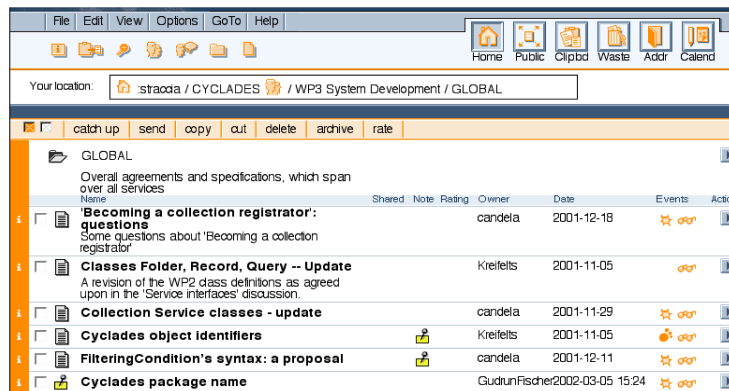 File Edit View Options GoTo Help
Home Public Clipbd Waste Addr Calend
Your location: :straccia / CYCLADES / WP3 System Development / GLOBAL
catch up send copy cut delete archive rate
GLOBAL
Overall agreements and specifications, which span
over all services
Name Shared Note Rating Owner Date Events Actio
'Becoming a collection registrator': candela 2001-12-18
questions
Some questions about 'Becoming a collection
registrator'
Classes Folder, Record, Query -- Update Kreifelts 2001-11-05
A revision of the WP2 class definitions as agreed
upon in the 'Service interfaces' discussion.
Collection Service classes - update candela 2001-11-29
Cyclades object identifiers Kreifelts 2001-11-05
FilteringCondition's syntax: a proposal candela 2001-12-11
Cyclades package name GudrunFischer 2002-03-05 15:24